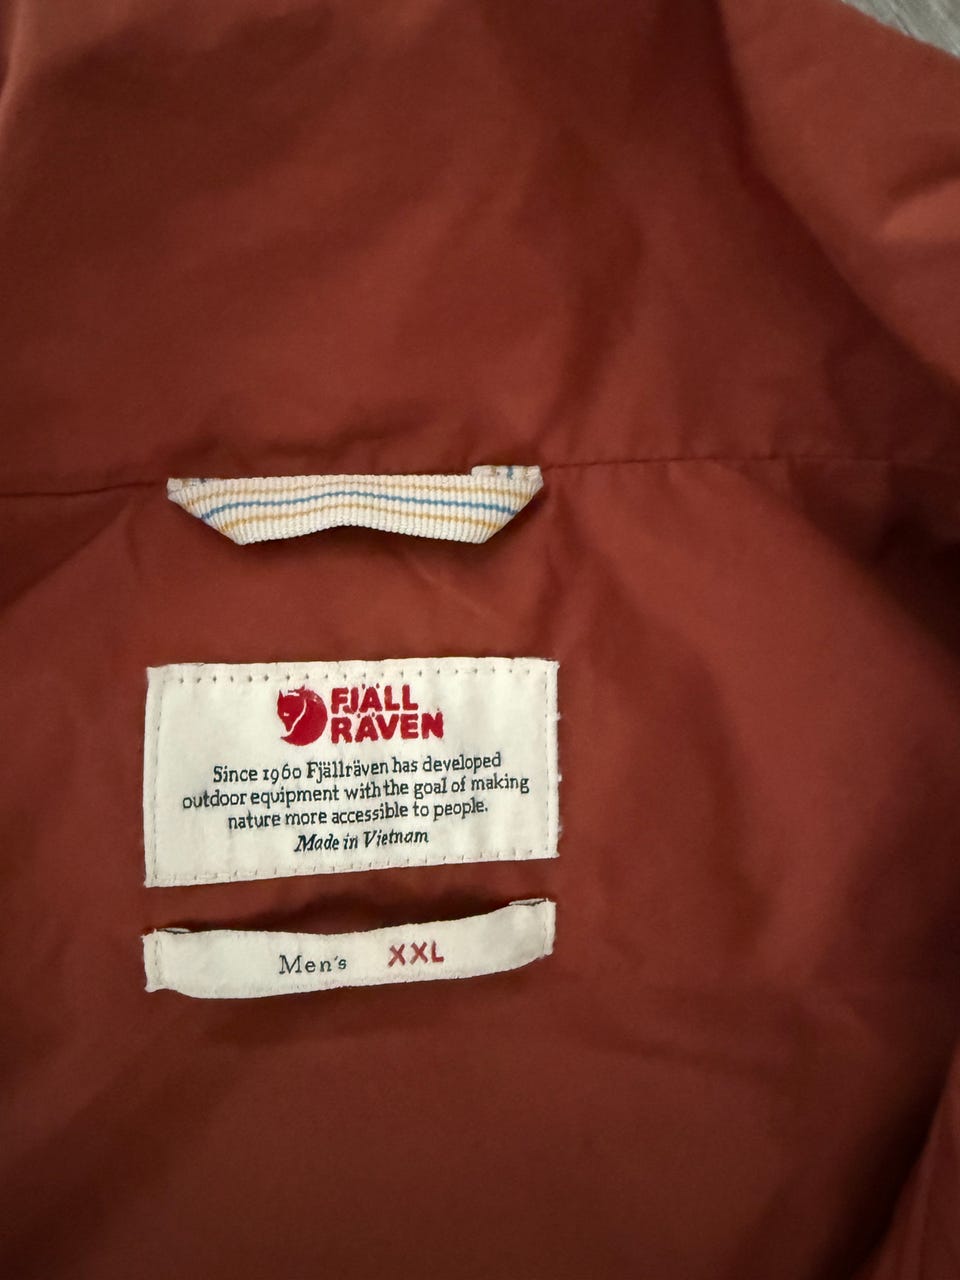 FJÄLL
RÄVEN
Since 1960 Fjällräven has developed
outdoor equipment with the goal of making
nature more accessible to people.
Made in Vietnam
Men's XXL